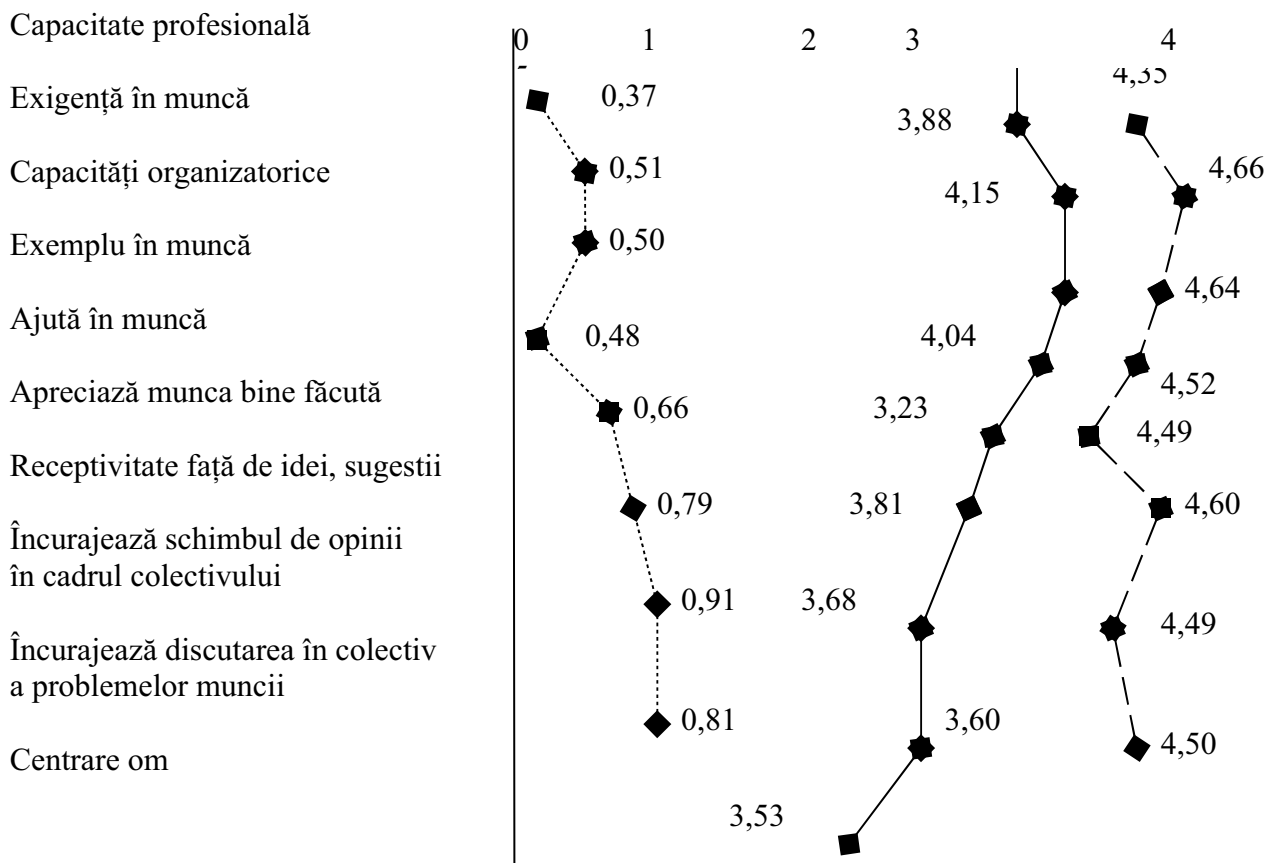 Capacitate profesională
0 1 2 3 4
-
4,35
Exigență în muncă 0,37 3,88
Capacități organizatorice 0,51 4,15 4,66
Exemplu în muncă 0,50 4,64
Ajută în muncă 0,48 4,04 4,52
Apreciază munca bine făcută 0,66 3,23 4,49
Receptivitate față de idei, sugestii 0,79 3,81 4,60
Încurajează schimbul de opinii
în cadrul colectivului
0,91 3,68 4,49
Încurajează discutarea în colectiv
a problemelor muncii
0,81 3,60 4,50
Centrare om
3,53